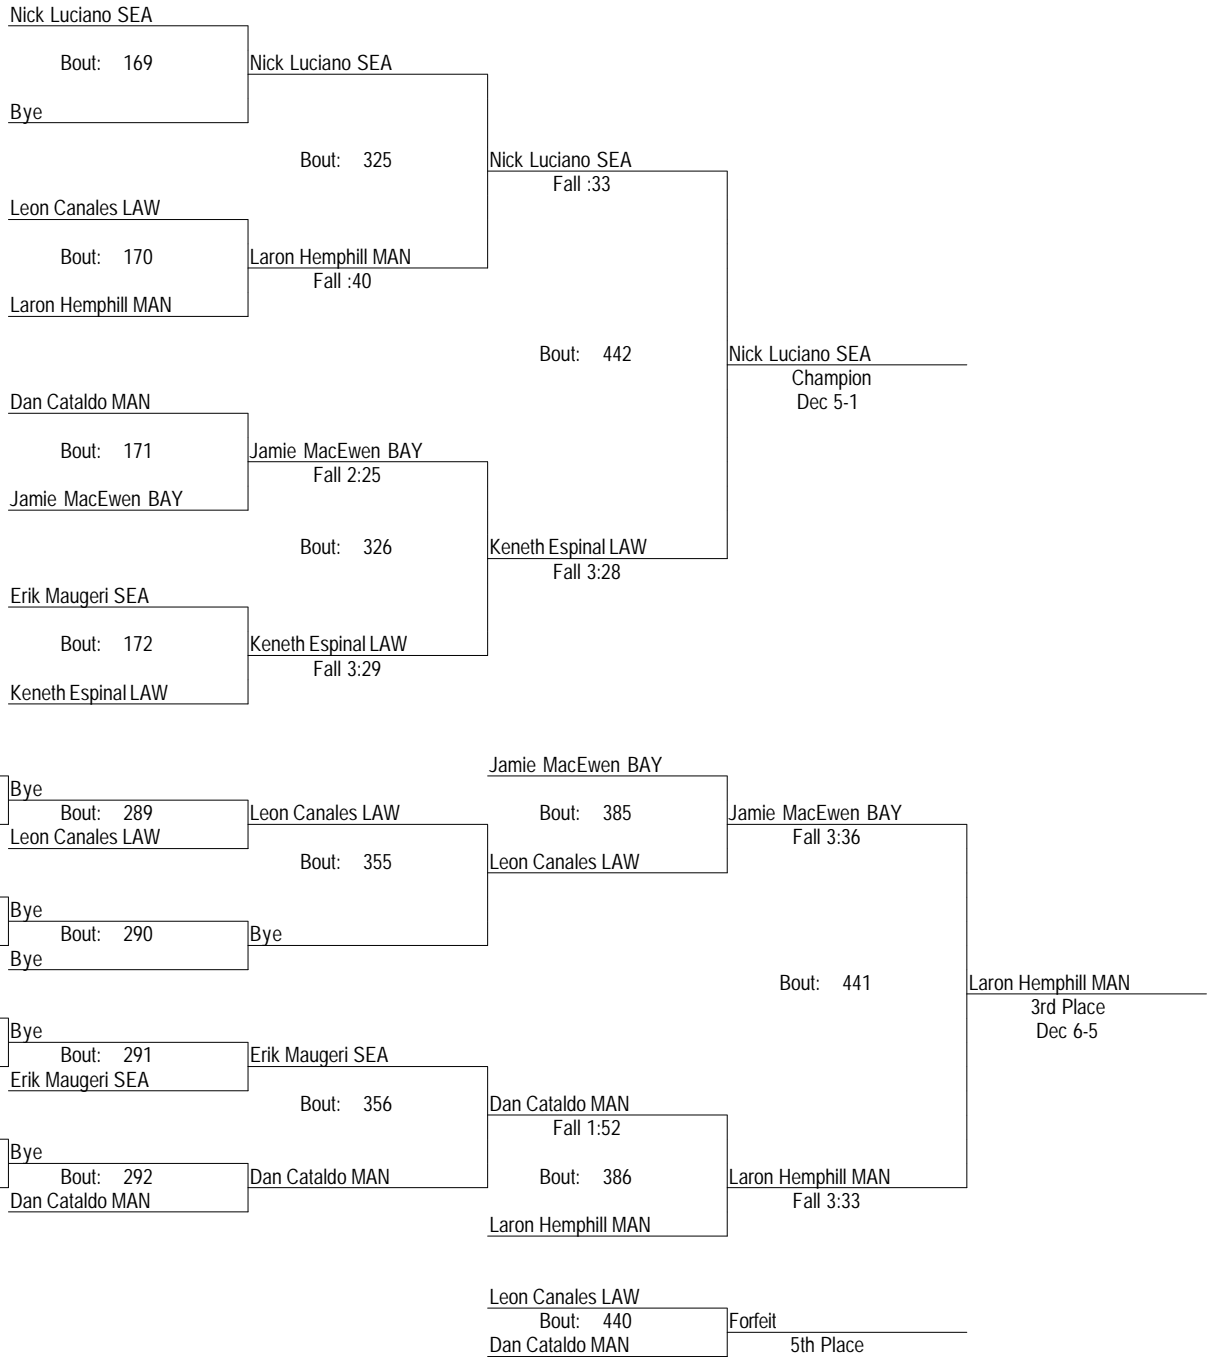 Nick Luciano SEA
Bout: 169
Nick Luciano SEA
Bye
Bout: 325
Nick Luciano SEA
Fall :33
Leon Canales LAW
Bout: 170
Laron Hemphill MAN
Fall :40
Laron Hemphill MAN
Bout: 442
Nick Luciano SEA
Champion
Dec 5-1
Dan Cataldo MAN
Bout: 171
Jamie MacEwen BAY
Fall 2:25
Jamie MacEwen BAY
Bout: 326
Keneth Espinal LAW
Fall 3:28
Erik Maugeri SEA
Bout: 172
Keneth Espinal LAW
Fall 3:29
Keneth Espinal LAW
Jamie MacEwen BAY
Bye
Bout: 289
Leon Canales LAW
Leon Canales LAW
Bout: 385
Jamie MacEwen BAY
Fall 3:36
Bout: 355
Leon Canales LAW
Bye
Bout: 290
Bye
Bye
Bout: 441
Laron Hemphill MAN
3rd Place
Dec 6-5
Bye
Bout: 291
Erik Maugeri SEA
Erik Maugeri SEA
Bout: 356
Dan Cataldo MAN
Fall 1:52
Bye
Bout: 292
Dan Cataldo MAN
Dan Cataldo MAN
Bout: 386
Laron Hemphill MAN
Fall 3:33
Laron Hemphill MAN
Leon Canales LAW
Bout: 440
Forfeit
Dan Cataldo MAN
5th Place